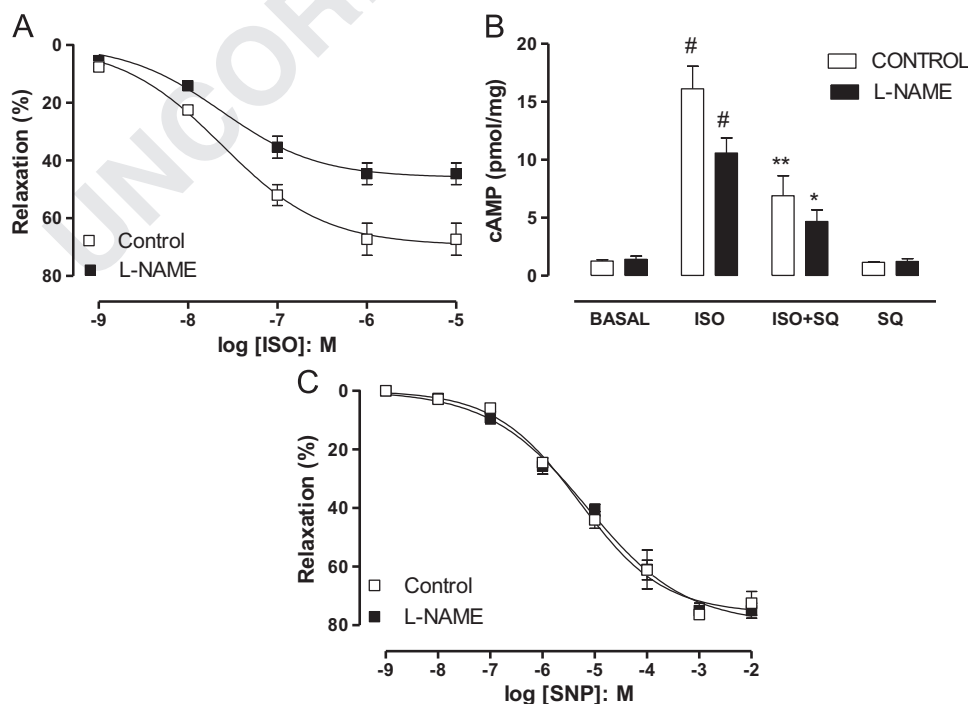 UNCOR
A
0
20
40
60
80
Relaxation (%)
Control
L-NAME
-9
-8
-7
-6
-5
log [ISO]: M
B
20
15
10
5
0
cAMP (pmol/mg)
#
#
**
*
CONTROL
L-NAME
BASAL
ISO
ISO+SQ
SQ
C
0
20
40
60
80
Relaxation (%)
Control
L-NAME
-9
-8
-7
-6
-5
-4
-3
-2
log [SNP]: M